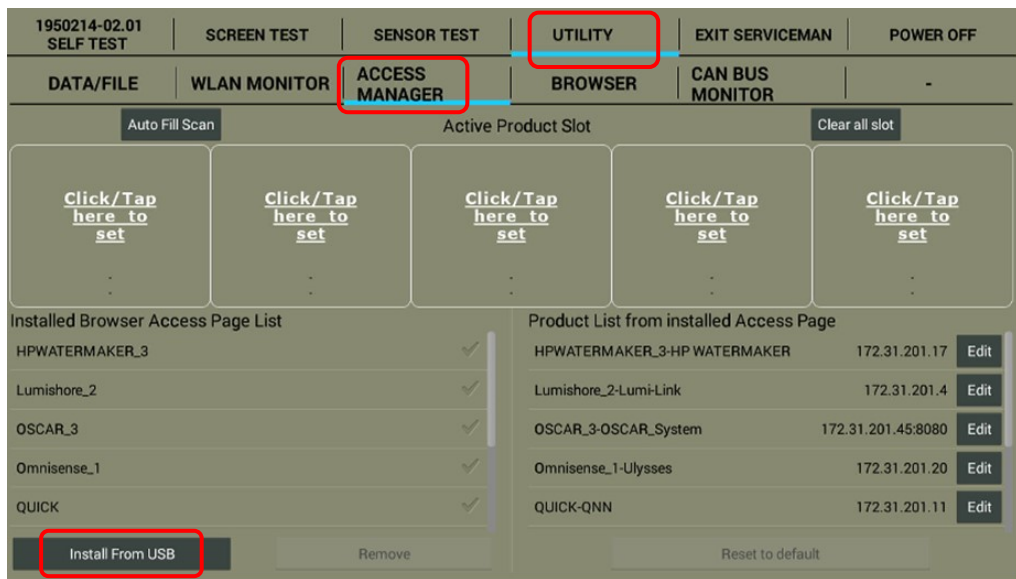 1950214-02.01
SELF TEST
SCREEN TEST
SENSOR TEST
UTILITY
EXIT SERVICEMAN
POWER OFF
DATA/FILE
WLAN MONITOR
ACCESS
MANAGER
BROWSER
CAN BUS
MONITOR
-
Auto Fill Scan
Active Product Slot
Clear all slot
Click/Tap
here to
set
:
Click/Tap
here to
set
:
Click/Tap
here to
set
:
Click/Tap
here to
set
:
Click/Tap
here to
set
:
Installed Browser Access Page List
HPWATERMAKER_3
Lumishore_2
OSCAR_3
Omnisense_1
QUICK
Install From USB
Remove
Product List from installed Access Page
HPWATERMAKER_3-HP WATERMAKER 172.31.201.17 Edit
Lumishore_2-Lumi-Link 172.31.201.4 Edit
OSCAR_3-OSCAR_System 172.31.201.45:8080 Edit
Omnisense_1-Ulysses 172.31.201.20 Edit
QUICK-QNN 172.31.201.11 Edit
Reset to default